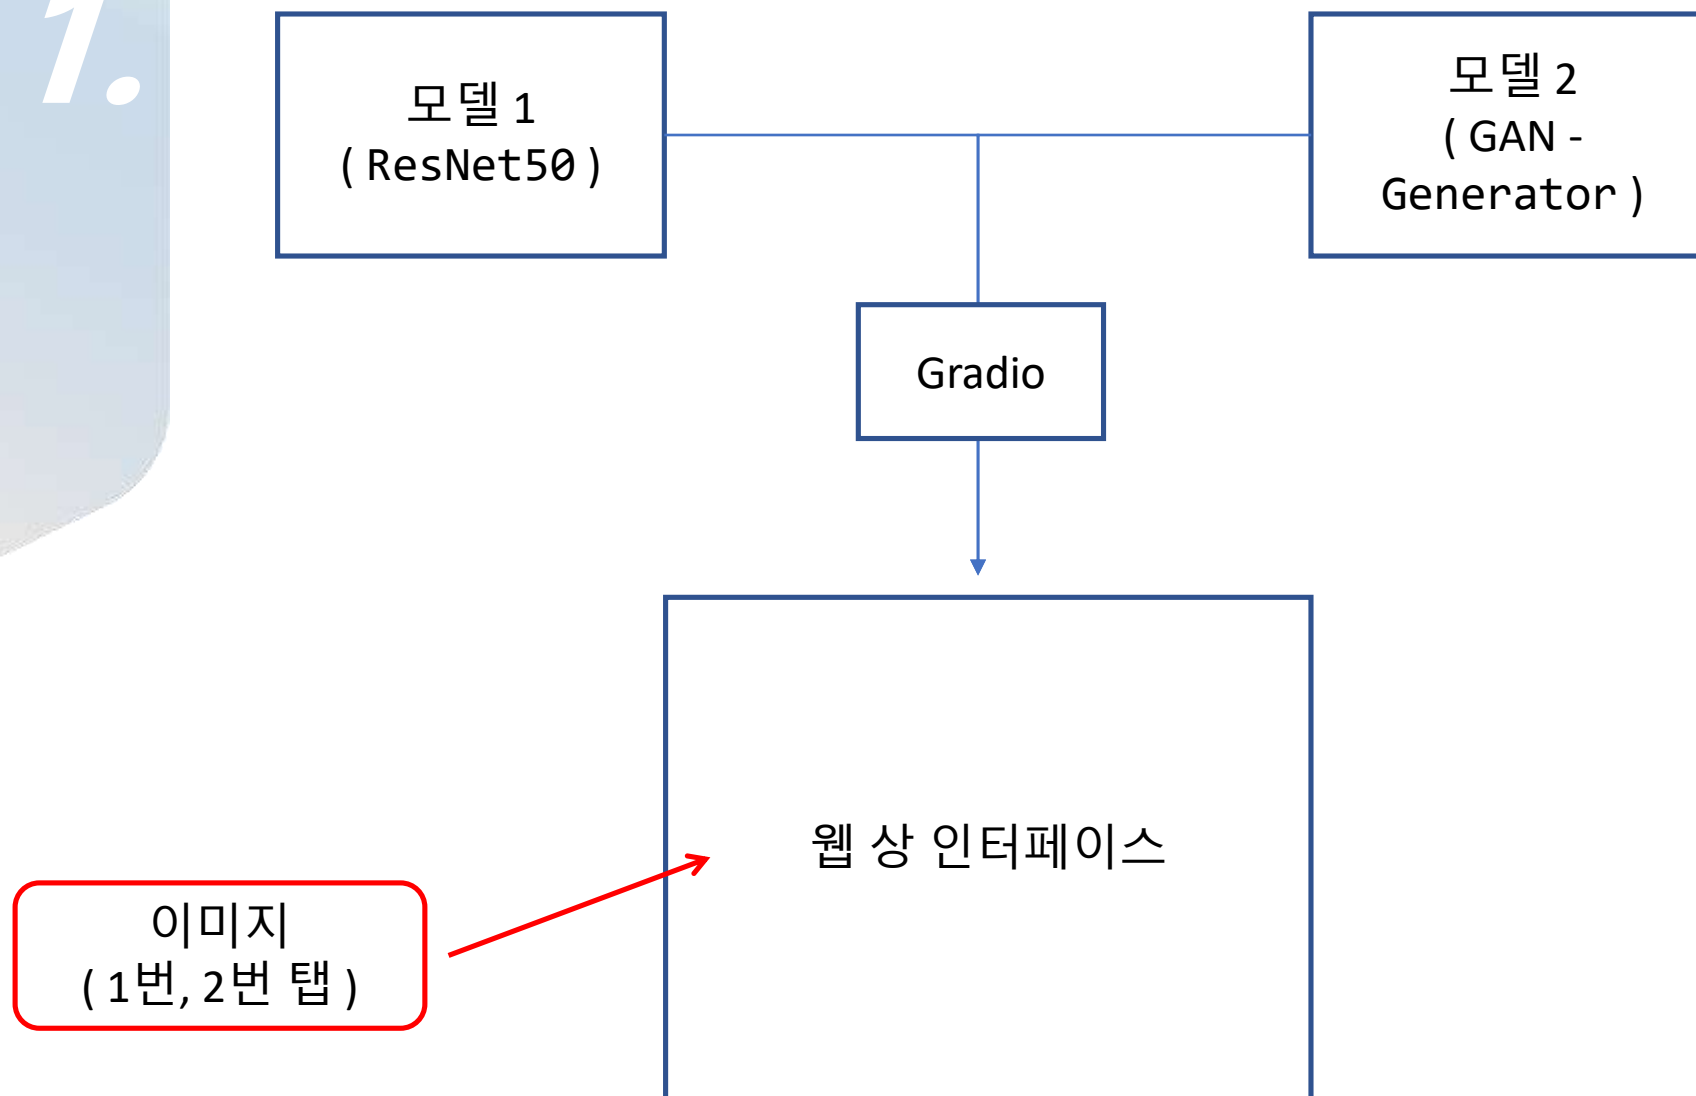 1.
모델 1
( ResNet50 )
모델 2
( GAN -
Generator )
Gradio
웹 상 인터페이스
이미지
( 1번, 2번 탭 )